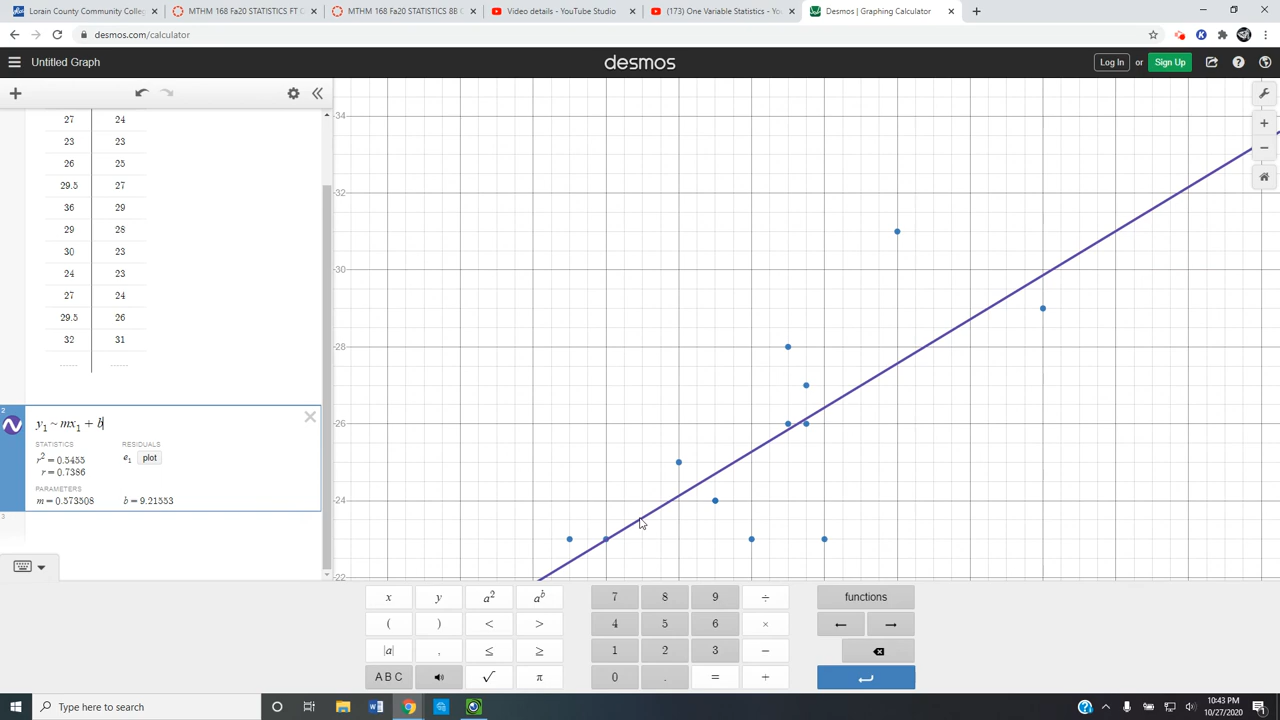 Lorain County Community Colleg
MTHM 168 Fa20 STATISTICS FT C
MTHM 168 Fa20 STATISTICS 8B C
Video details - YouTube Studio
(173) One Variable Statistics - Yo
Desmos | Graphing Calculator
desmos.com/calculator
Untitled Graph
desmos
Log In or Sign Up
27 24
23 23
26 25
29.5 27
36 29
29 28
30 23
24 23
27 24
29.5 26
32 31
2
y₁ ~ mx₁ + b
STATISTICS RESIDUALS
r² = 0.5455 e₁ plot
r = 0.7386
PARAMETERS
m = 0.573508 b = 9.21553
3
34
32
30
28
26
24
22
x y a² aᵇ 7 8 9 ÷ functions
( ) < > 4 5 6 × ← →
|a| , ≤ ≥ 1 2 3 −
A B C √ π 0 . = +
Type here to search
10:43 PM
10/27/2020